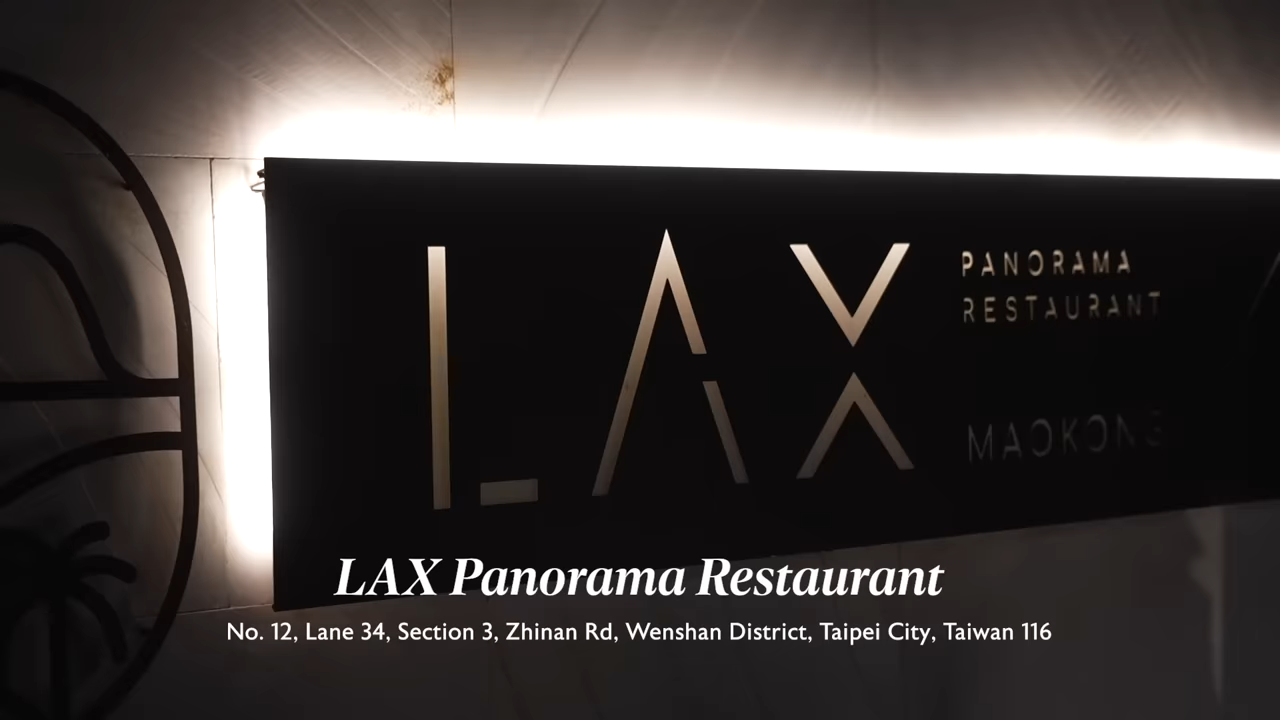 LAX
PANORAMA
RESTAURANT
MAOKONG
LAX Panorama Restaurant
No. 12, Lane 34, Section 3, Zhinan Rd, Wenshan District, Taipei City, Taiwan 116